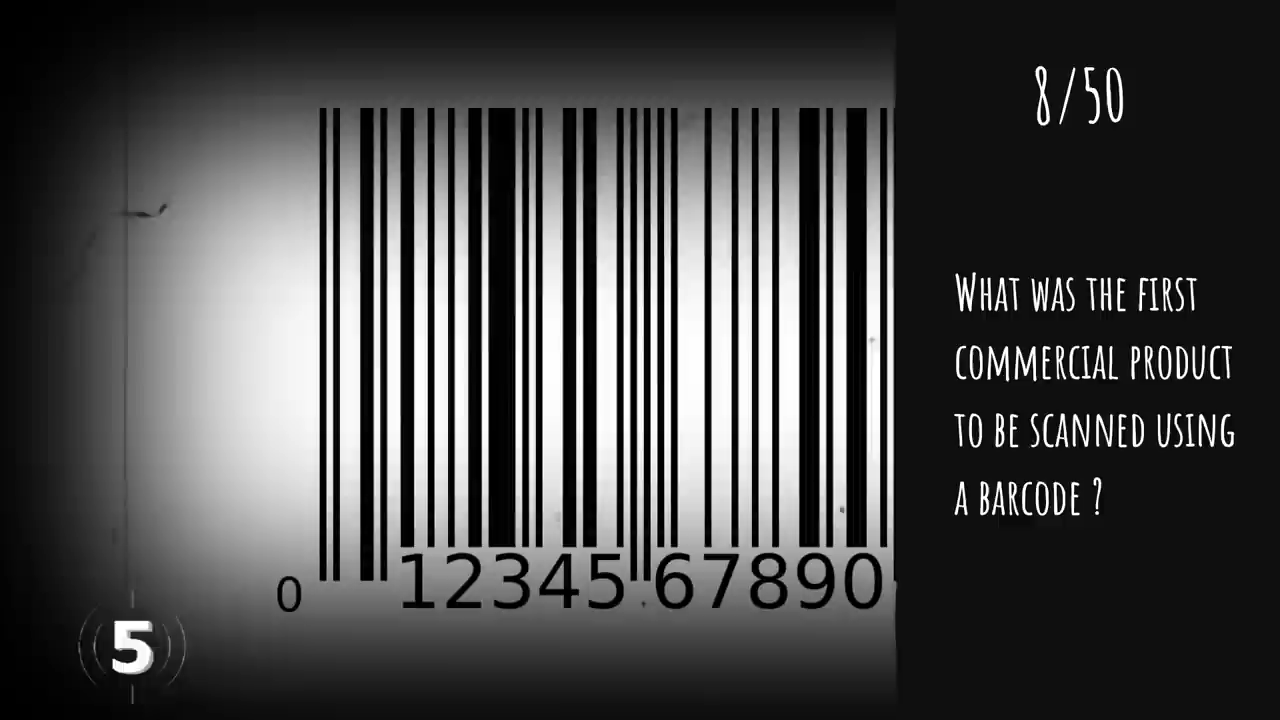 8/50
What was the first
commercial product
to be scanned using
a barcode ?
0 12345 67890
5